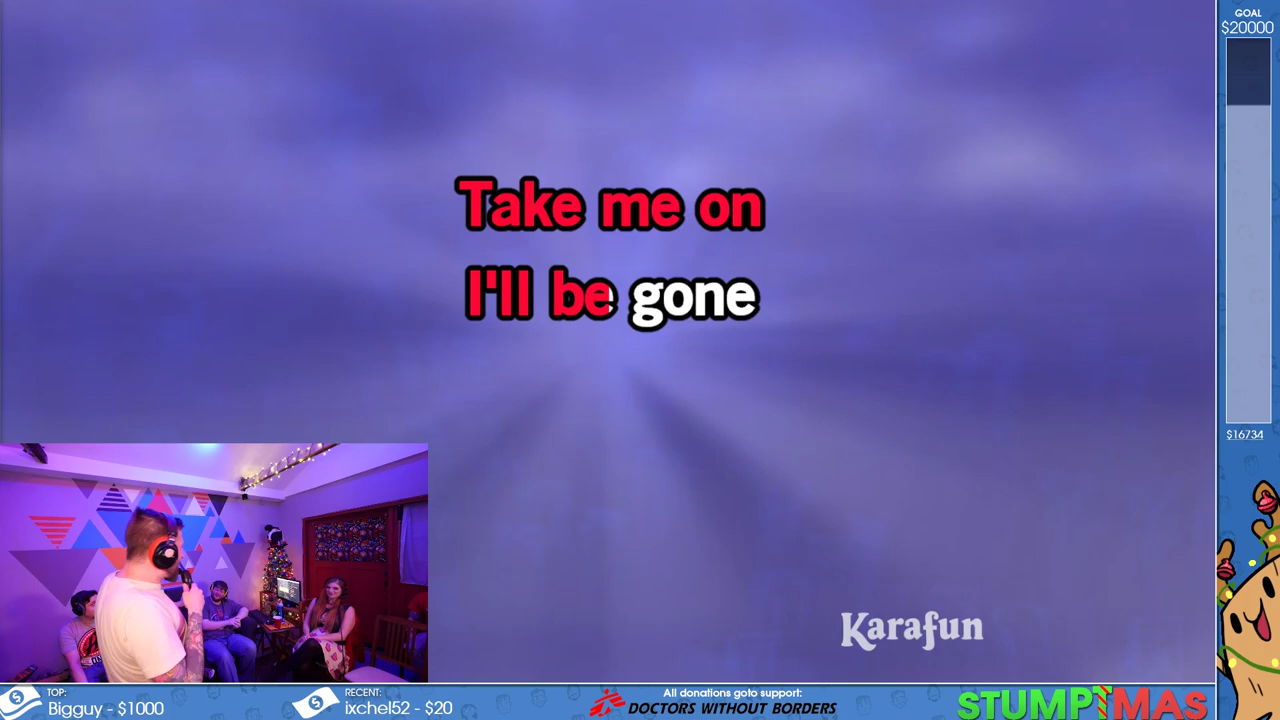 Take me on
I'll be gone
Karafun
GOAL
$20000
$16734
TOP:
Bigguy - $1000
RECENT:
ixchel52 - $20
All donations goto support:
DOCTORS WITHOUT BORDERS
STUMPTMAS